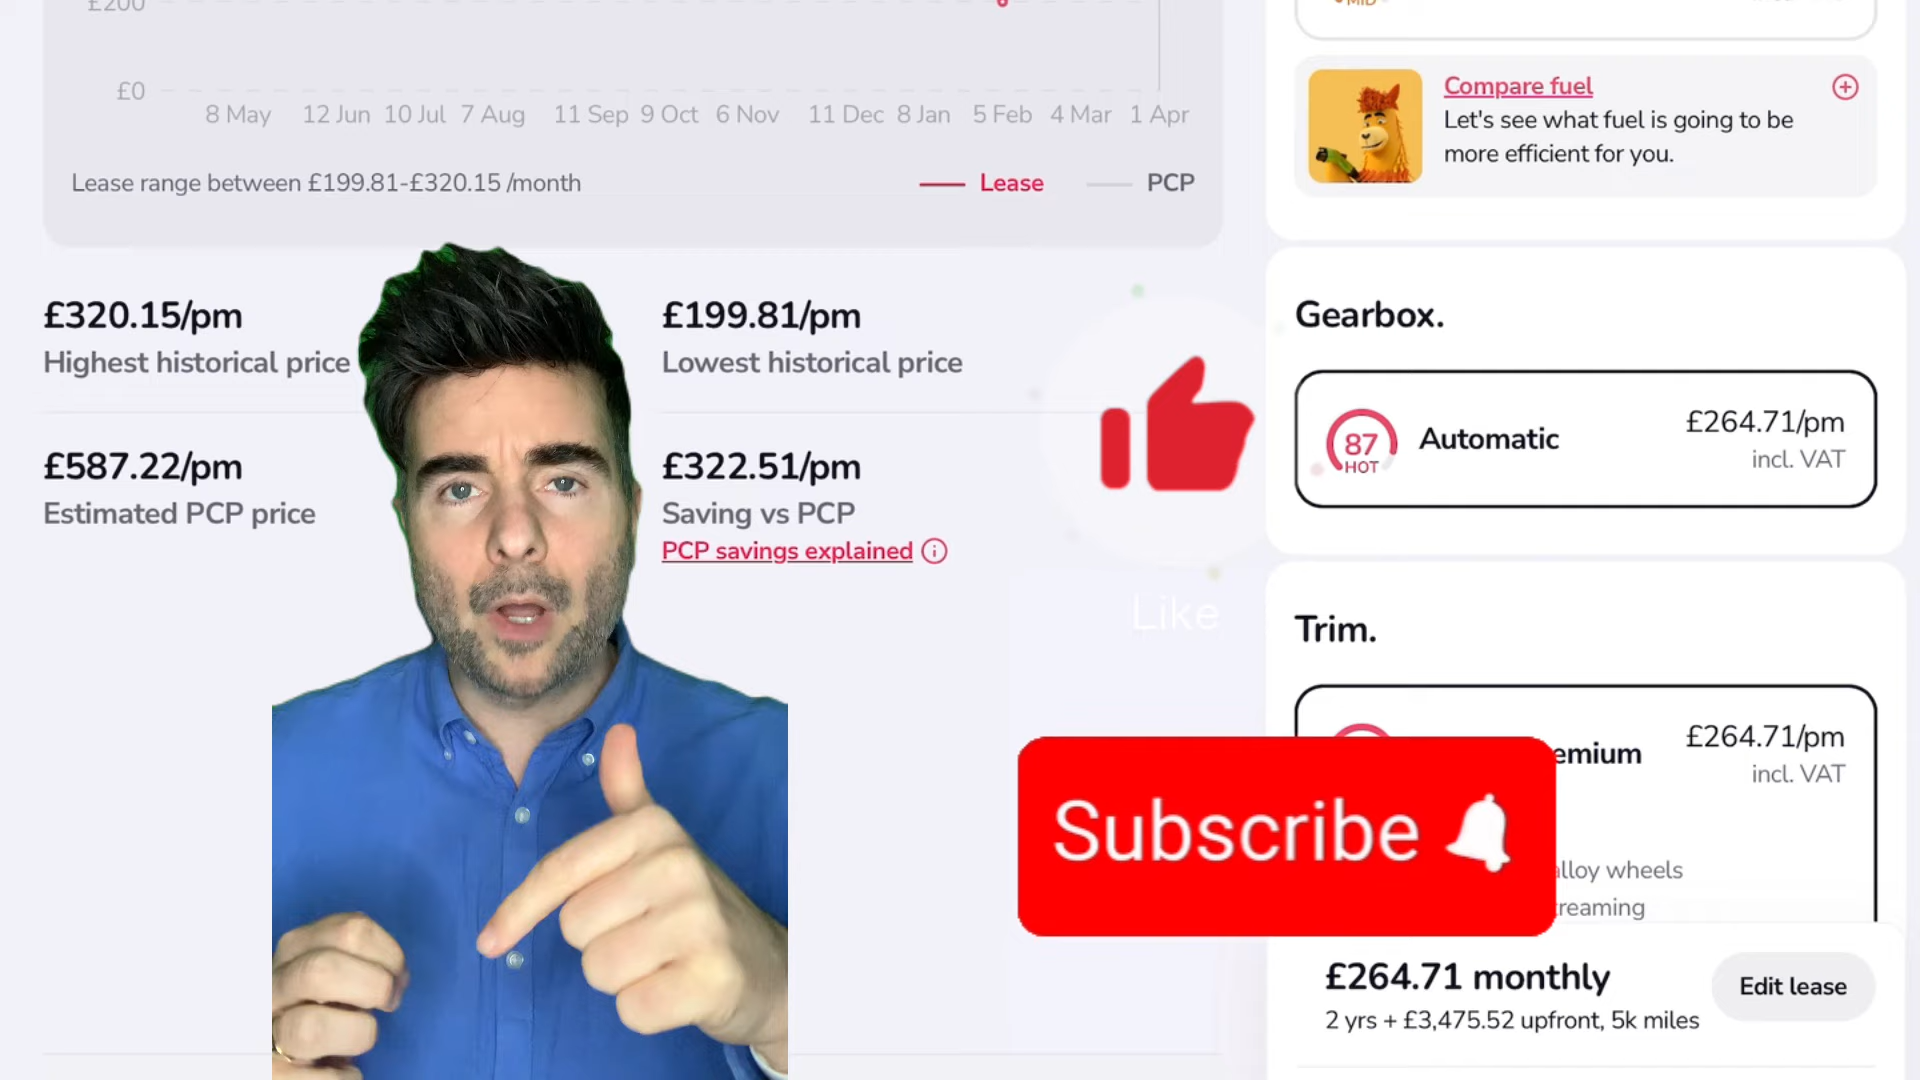 £200
£0
8 May 12 Jun 10 Jul 7 Aug 11 Sep 9 Oct 6 Nov 11 Dec 8 Jan 5 Feb 4 Mar 1 Apr
Lease range between £199.81-£320.15 /month
Lease PCP
£320.15/pm
Highest historical price
£199.81/pm
Lowest historical price
£587.22/pm
Estimated PCP price
£322.51/pm
Saving vs PCP
PCP savings explained
Like
Subscribe
MID
Compare fuel
Let's see what fuel is going to be
more efficient for you.
Gearbox.
87
HOT
Automatic
£264.71/pm
incl. VAT
Trim.
emium
£264.71/pm
incl. VAT
alloy wheels
treaming
£264.71 monthly
2 yrs + £3,475.52 upfront, 5k miles
Edit lease